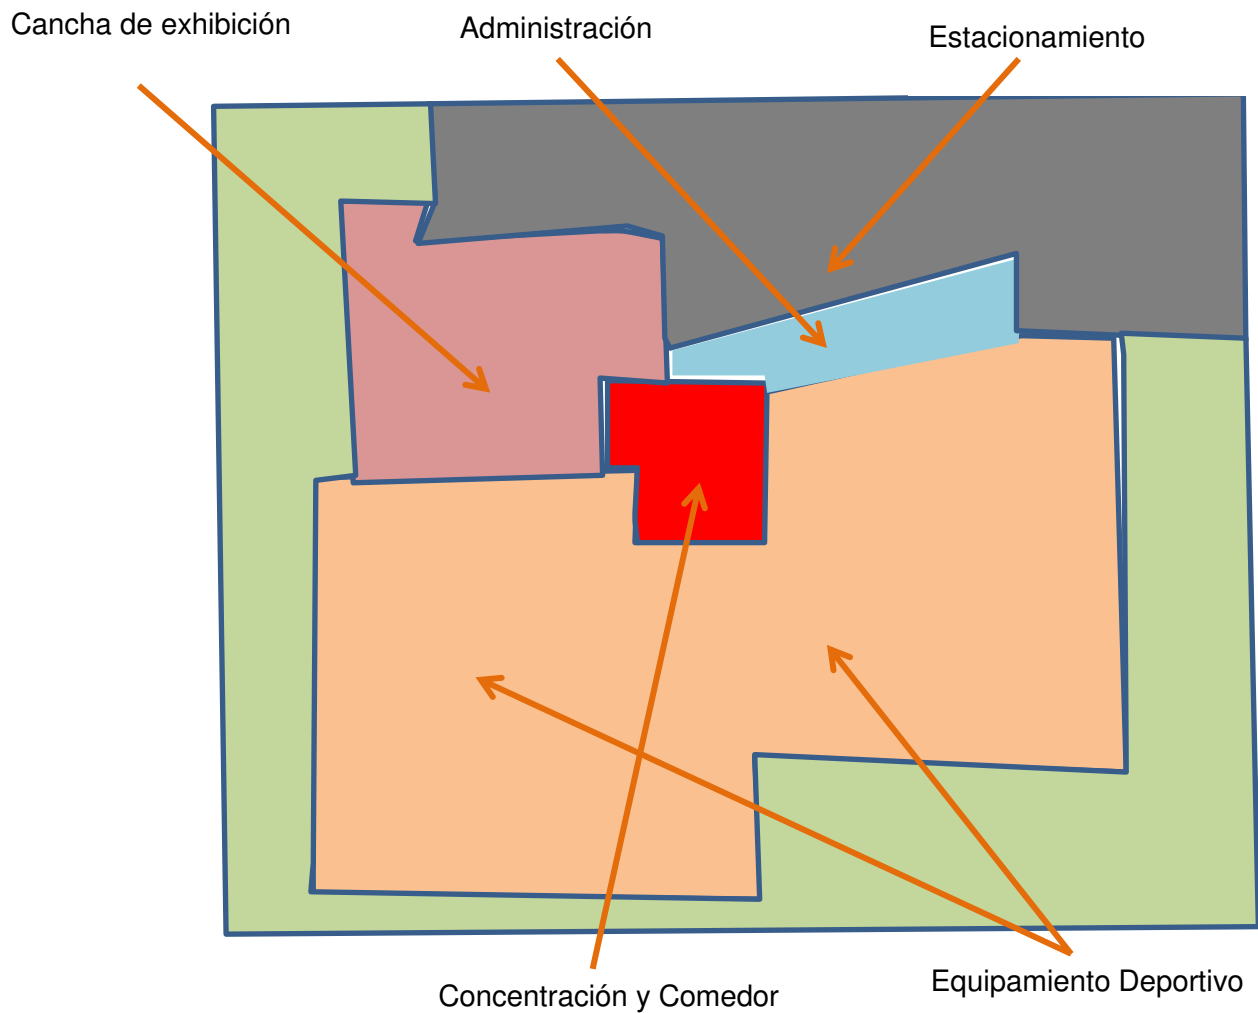 Cancha de exhibición
Administración
Estacionamiento
Concentración y Comedor
Equipamiento Deportivo